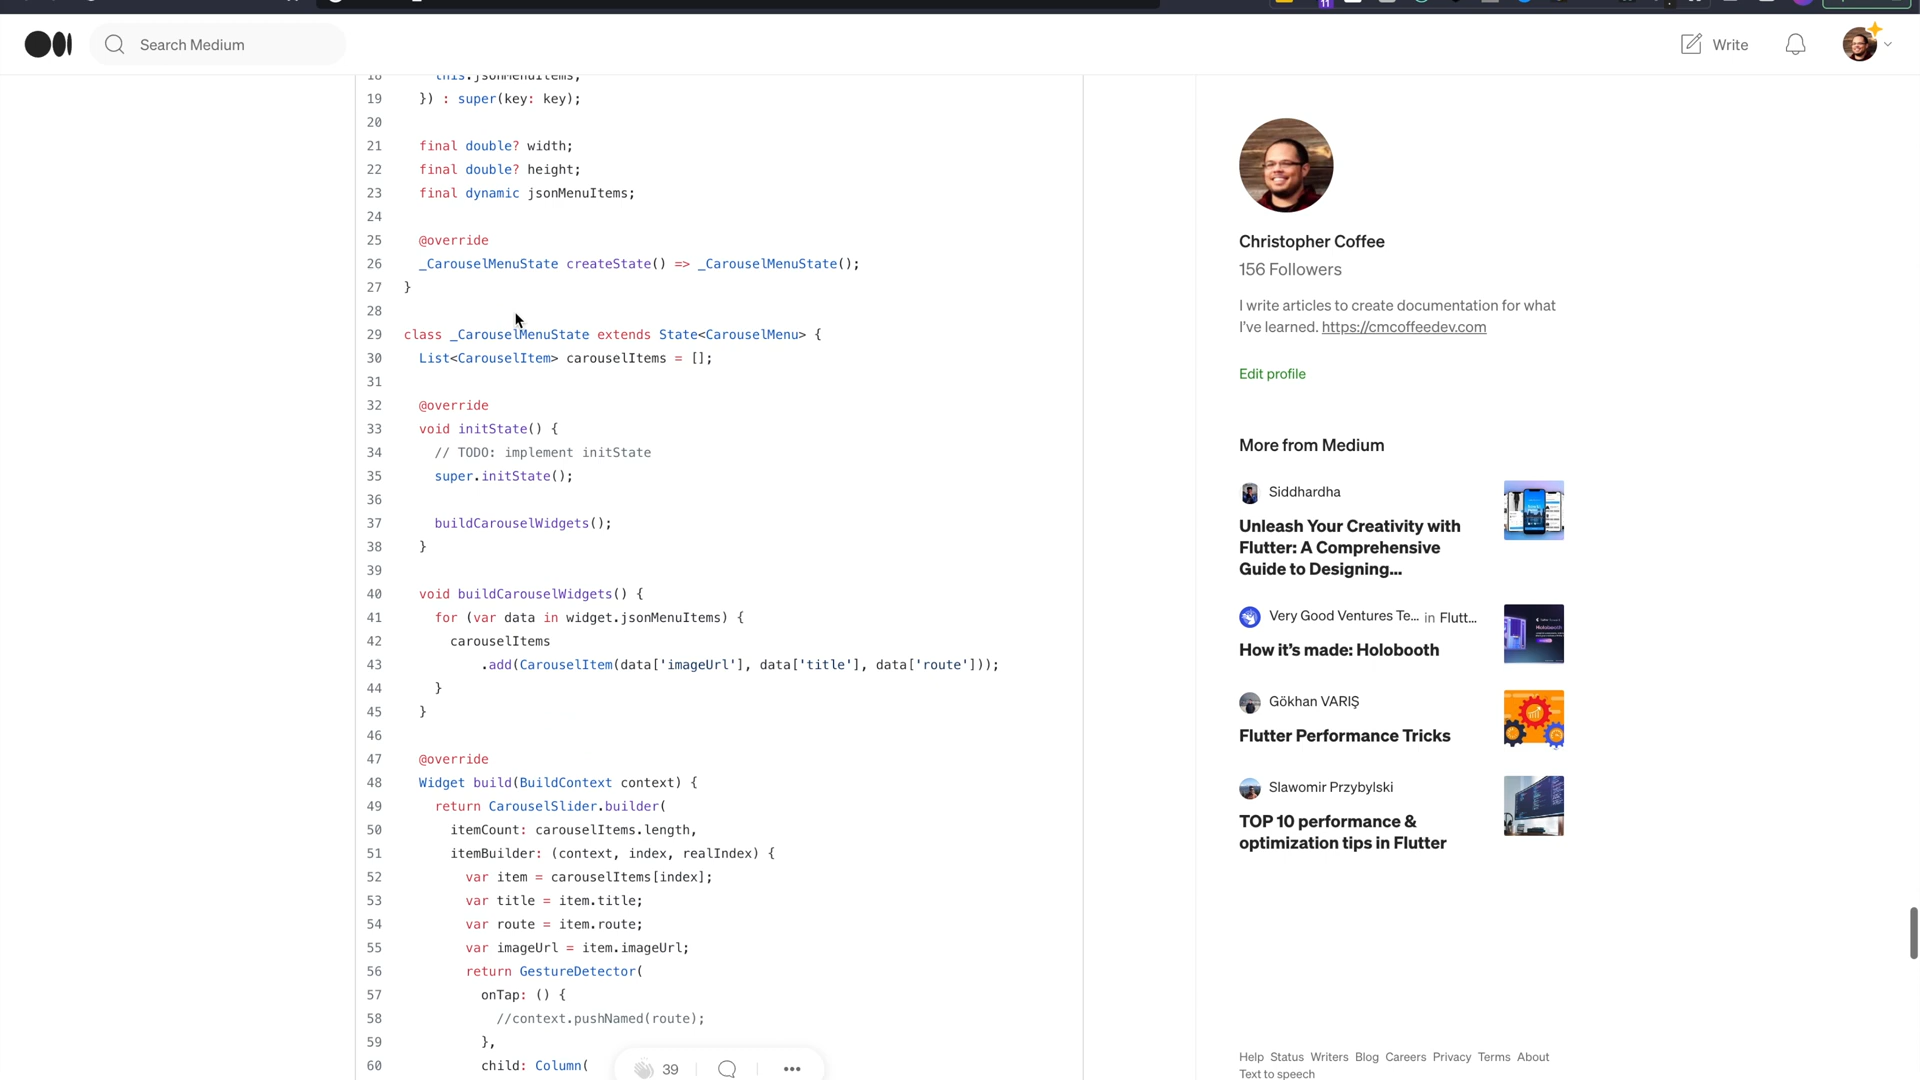 Search Medium
Write
11
18 this.jsonMenuItems,
19 }) : super(key: key);
20
21 final double? width;
22 final double? height;
23 final dynamic jsonMenuItems;
24
25 @override
26 _CarouselMenuState createState() => _CarouselMenuState();
27 }
28
29 class _CarouselMenuState extends State<CarouselMenu> {
30 List<CarouselItem> carouselItems = [];
31
32 @override
33 void initState() {
34 // TODO: implement initState
35 super.initState();
36
37 buildCarouselWidgets();
38 }
39
40 void buildCarouselWidgets() {
41 for (var data in widget.jsonMenuItems) {
42 carouselItems
43 .add(CarouselItem(data['imageUrl'], data['title'], data['route']));
44 }
45 }
46
47 @override
48 Widget build(BuildContext context) {
49 return CarouselSlider.builder(
50 itemCount: carouselItems.length,
51 itemBuilder: (context, index, realIndex) {
52 var item = carouselItems[index];
53 var title = item.title;
54 var route = item.route;
55 var imageUrl = item.imageUrl;
56 return GestureDetector(
57 onTap: () {
58 //context.pushNamed(route);
59 },
60 child: Column(
39
Christopher Coffee
156 Followers
I write articles to create documentation for what
I've learned. https://cmcoffeedev.com
Edit profile
More from Medium
Siddhardha
Unleash Your Creativity with
Flutter: A Comprehensive
Guide to Designing...
Very Good Ventures Te... in Flutt...
How it's made: Holobooth
Gökhan VARIŞ
Flutter Performance Tricks
Slawomir Przybylski
TOP 10 performance &
optimization tips in Flutter
Help Status Writers Blog Careers Privacy Terms About
Text to speech